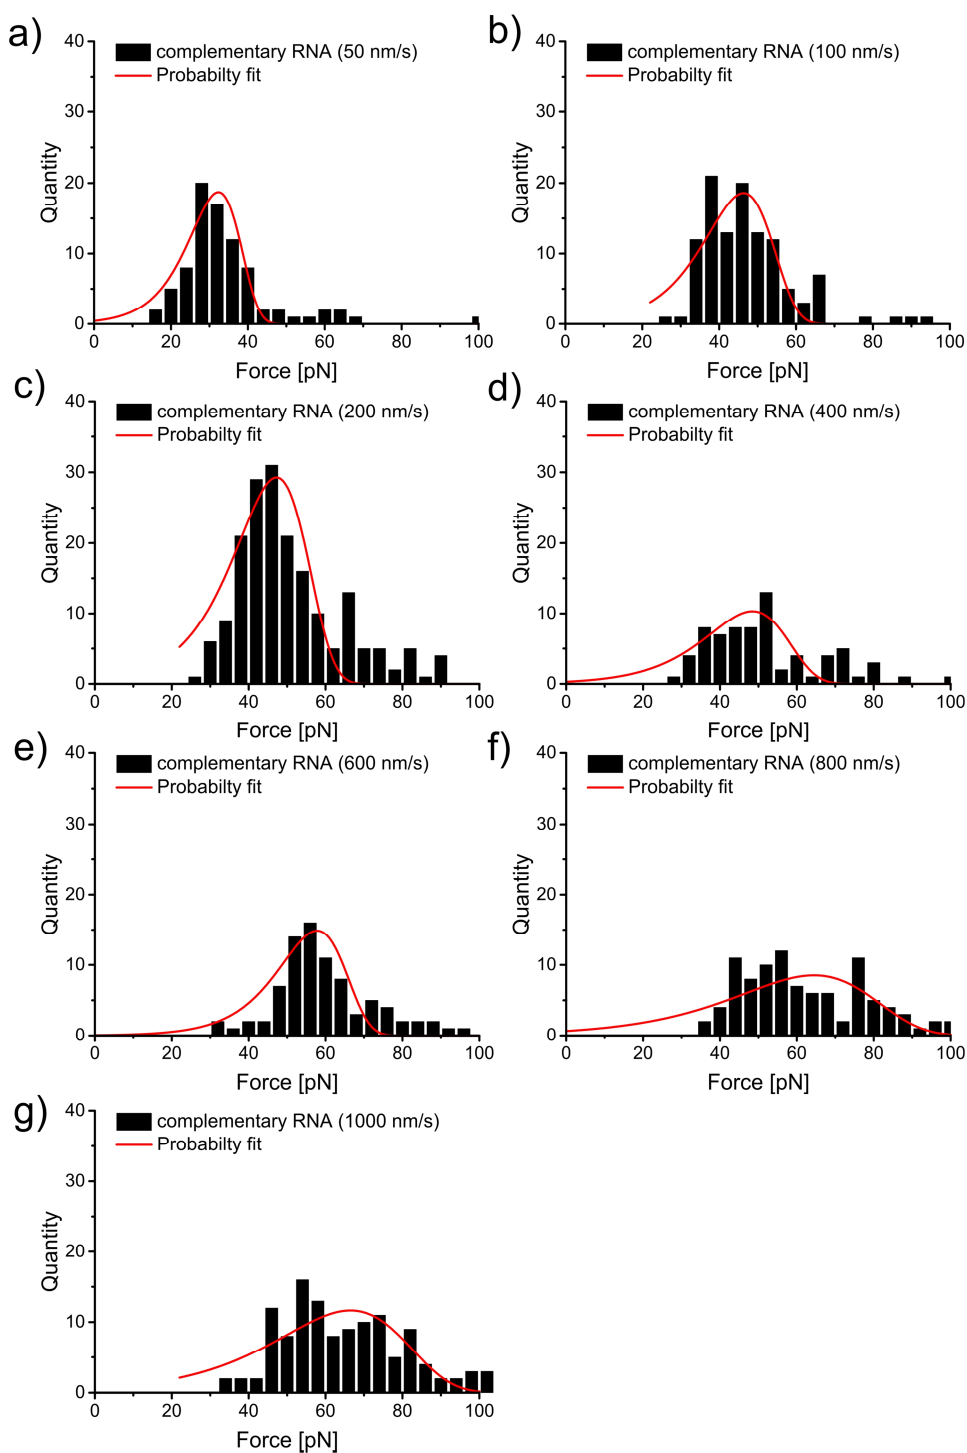 a)
40
complementary RNA (50 nm/s)
Probabilty fit
30
20
10
0
Quantity
0 20 40 60 80 100
Force [pN]
b)
40
complementary RNA (100 nm/s)
Probabilty fit
30
20
10
0
Quantity
0 20 40 60 80 100
Force [pN]
c)
40
complementary RNA (200 nm/s)
Probabilty fit
30
20
10
0
Quantity
0 20 40 60 80 100
Force [pN]
d)
40
complementary RNA (400 nm/s)
Probabilty fit
30
20
10
0
Quantity
0 20 40 60 80 100
Force [pN]
e)
40
complementary RNA (600 nm/s)
Probabilty fit
30
20
10
0
Quantity
0 20 40 60 80 100
Force [pN]
f)
40
complementary RNA (800 nm/s)
Probabilty fit
30
20
10
0
Quantity
0 20 40 60 80 100
Force [pN]
g)
40
complementary RNA (1000 nm/s)
Probabilty fit
30
20
10
0
Quantity
0 20 40 60 80 100
Force [pN]